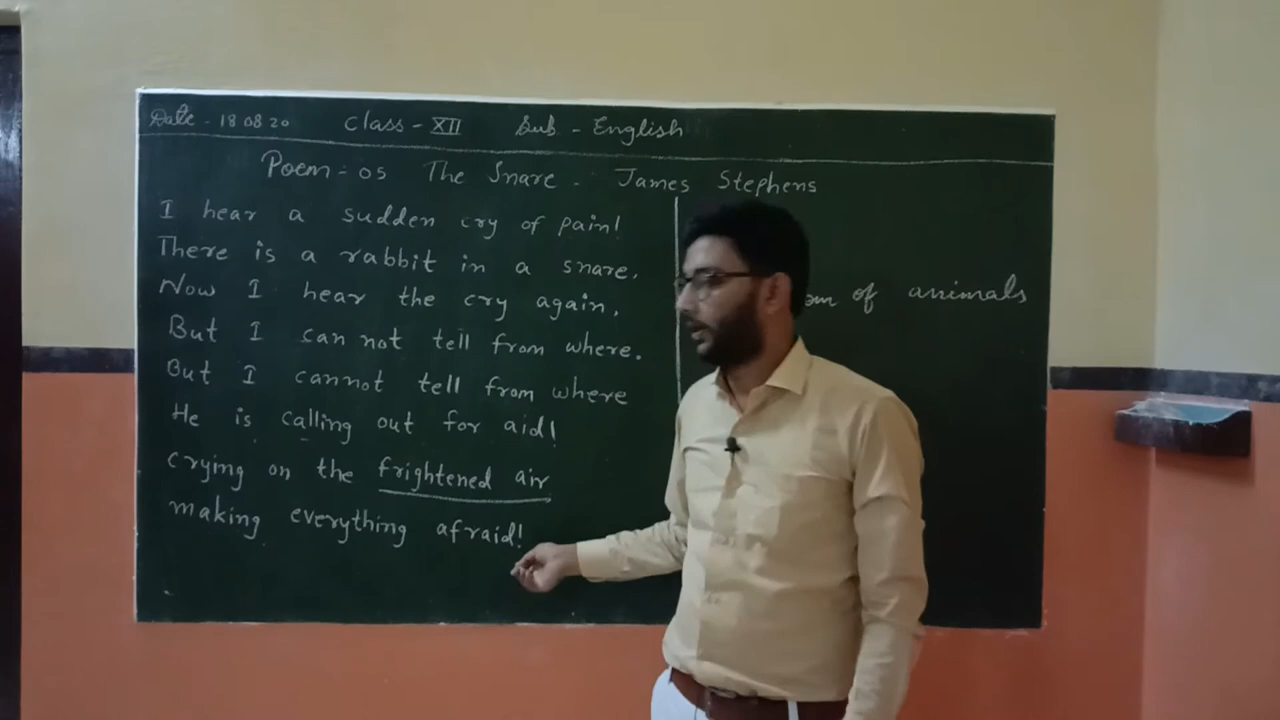 Date - 18 08 20 Class - XII Sub - English
Poem - 05 The Snare - James Stephens
I hear a sudden cry of pain!
There is a rabbit in a snare.
Now I hear the cry again,
But I can not tell from where.
But I cannot tell from where
He is calling out for aid!
Crying on the frightened air
making everything afraid!
of animals